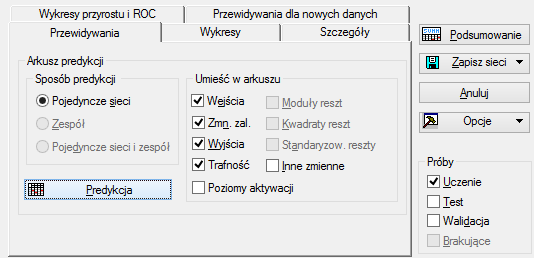 Wykresy przyrostu i ROC
Przewidywania dla nowych danych
Przewidywania
Wykresy
Szczegóły
Arkusz predykcji
Sposób predykcji
Pojedyncze sieci
Zespół
Pojedyncze sieci i zespół
Predykcja
Umieść w arkuszu
Wejścia
Zmn. zal.
Wyjścia
Trafność
Poziomy aktywacji
Moduły reszt
Kwadraty reszt
Standaryzow. reszty
Inne zmienne
Podsumowanie
Zapisz sieci
Anuluj
Opcje
Próby
Uczenie
Test
Walidacja
Brakujące